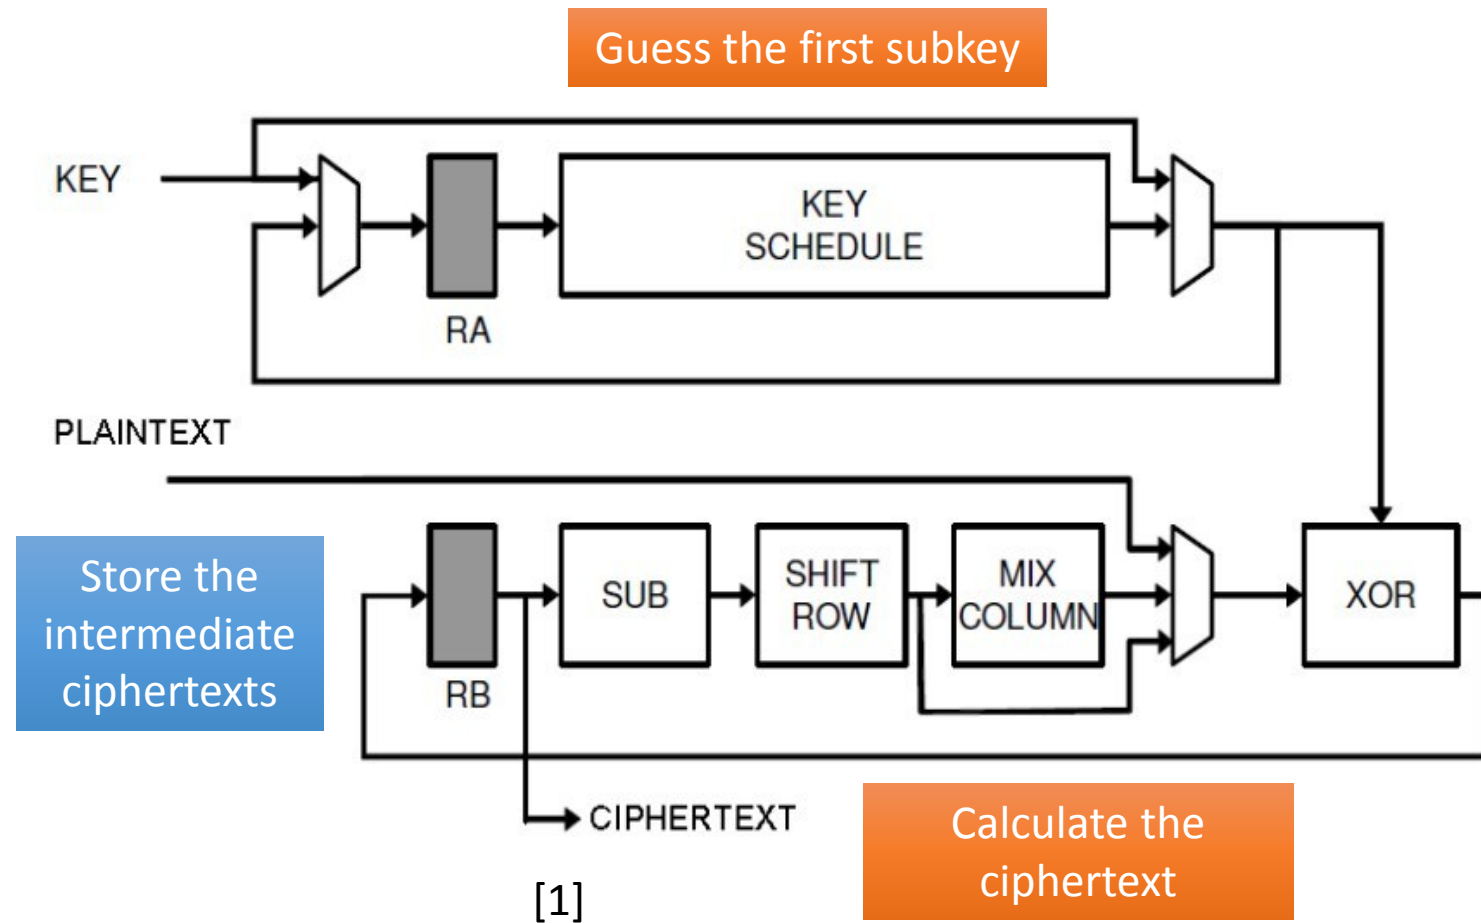 Guess the first subkey
KEY
KEY
SCHEDULE
RA
PLAINTEXT
Store the
intermediate
ciphertexts
RB
SUB
SHIFT
ROW
MIX
COLUMN
XOR
CIPHERTEXT
Calculate the
ciphertext
[1]